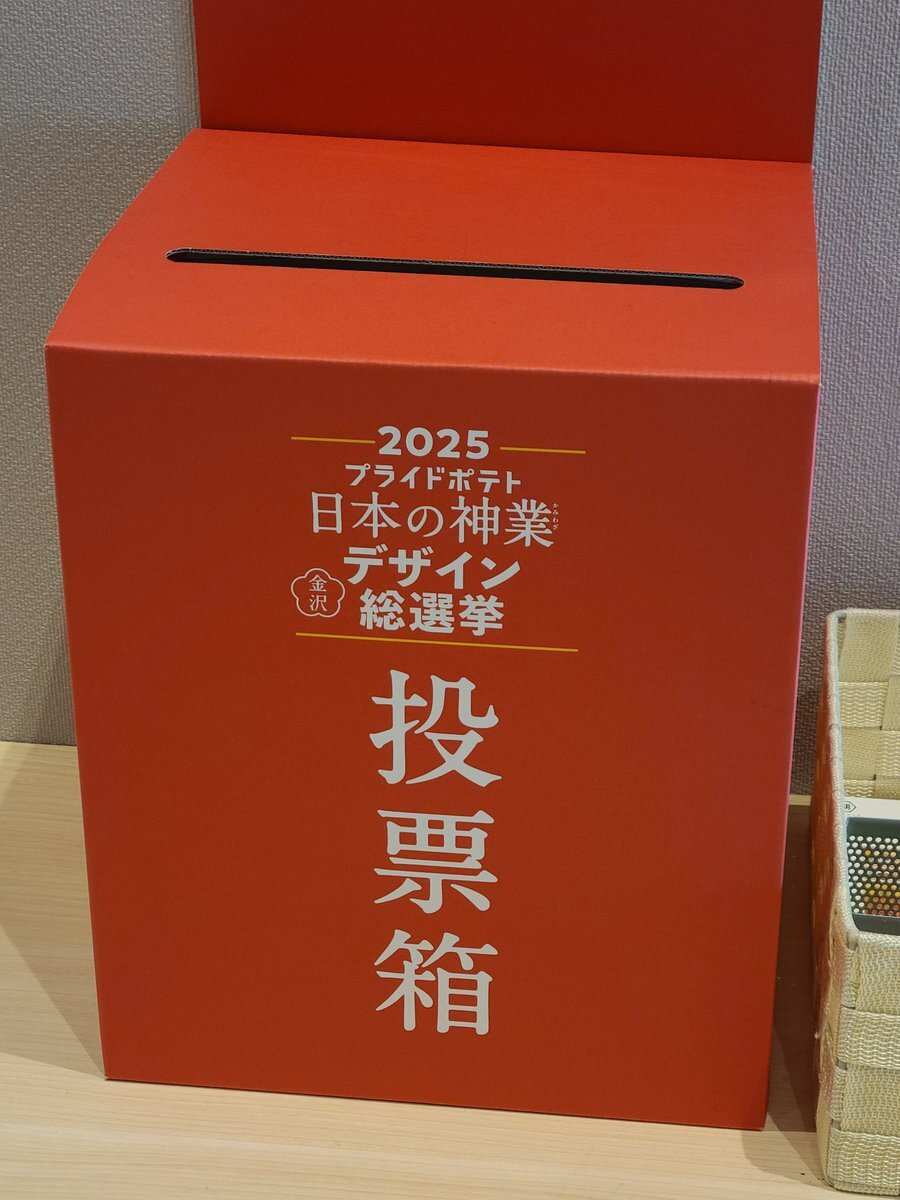 2025
プライドポテト
日本の神業
かみわざ
デザイン
金沢
総選挙
投票箱